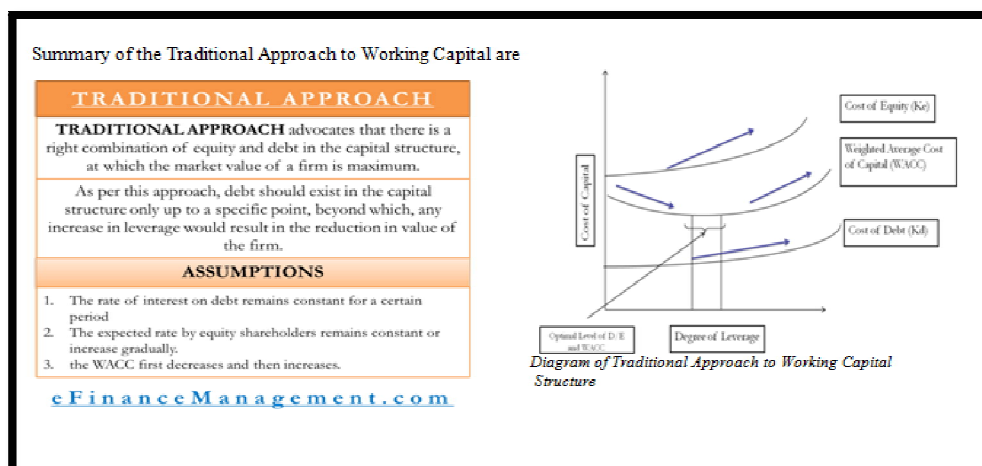 Summary of the Traditional Approach to Working Capital are
TRADITIONAL APPROACH
TRADITIONAL APPROACH advocates that there is a
right combination of equity and debt in the capital structure,
at which the market value of a firm is maximum.
As per this approach, debt should exist in the capital
structure only up to a specific point, beyond which, any
increase in leverage would result in the reduction in value of
the firm.
ASSUMPTIONS
1. The rate of interest on debt remains constant for a certain
period
2. The expected rate by equity shareholders remains constant or
increase gradually.
3. the WACC first decreases and then increases.
eFinanceManagement.com
Cost of Equity (Ke)
Weighted Average Cost
of Capital (WACC)
Cost of Capital
Cost of Debt (Kd)
Optimal Level of D/E
and WACC
Degree of Leverage
Diagram of Traditional Approach to Working Capital
Structure